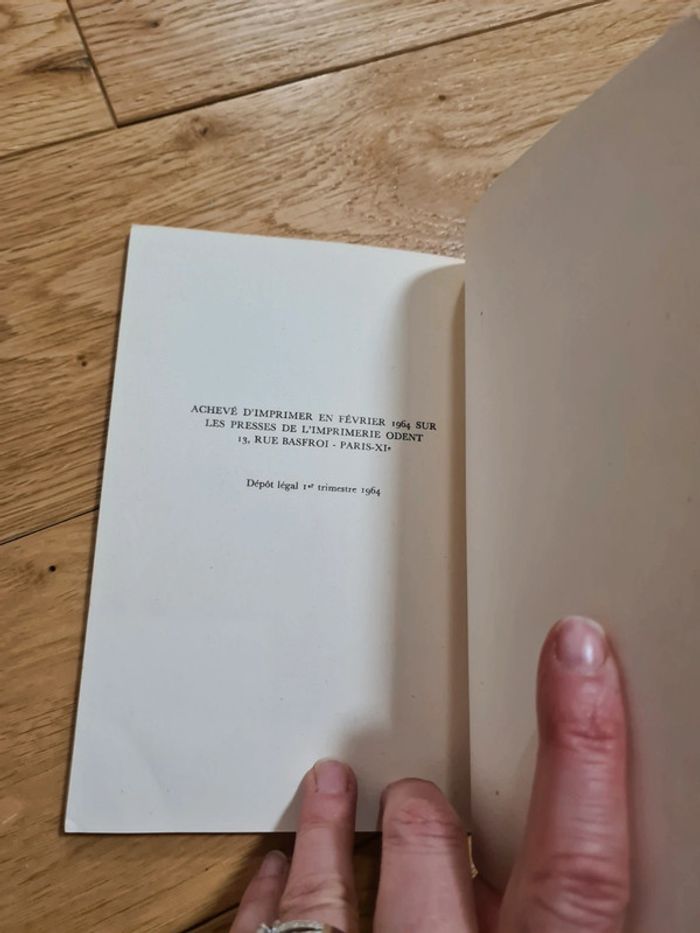 ACHEVÉ D'IMPRIMER EN FÉVRIER 1964 SUR
LES PRESSES DE L'IMPRIMERIE ODENT
13, RUE BASFROI - PARIS-XIᵉ
Dépôt légal 1ᵉʳ trimestre 1964